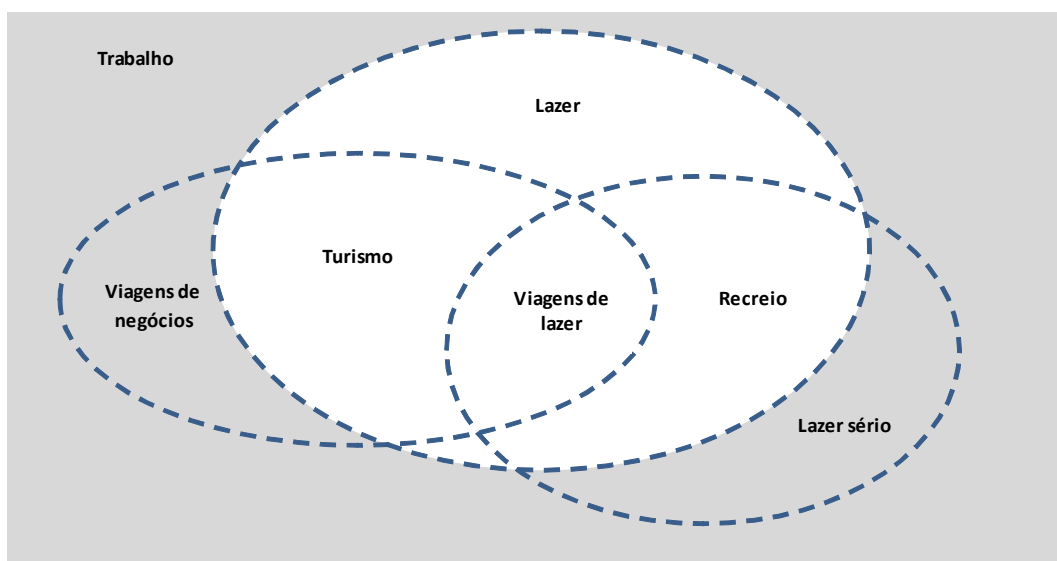 Trabalho
Lazer
Turismo
Viagens de
negócios
Viagens de
lazer
Recreio
Lazer sério